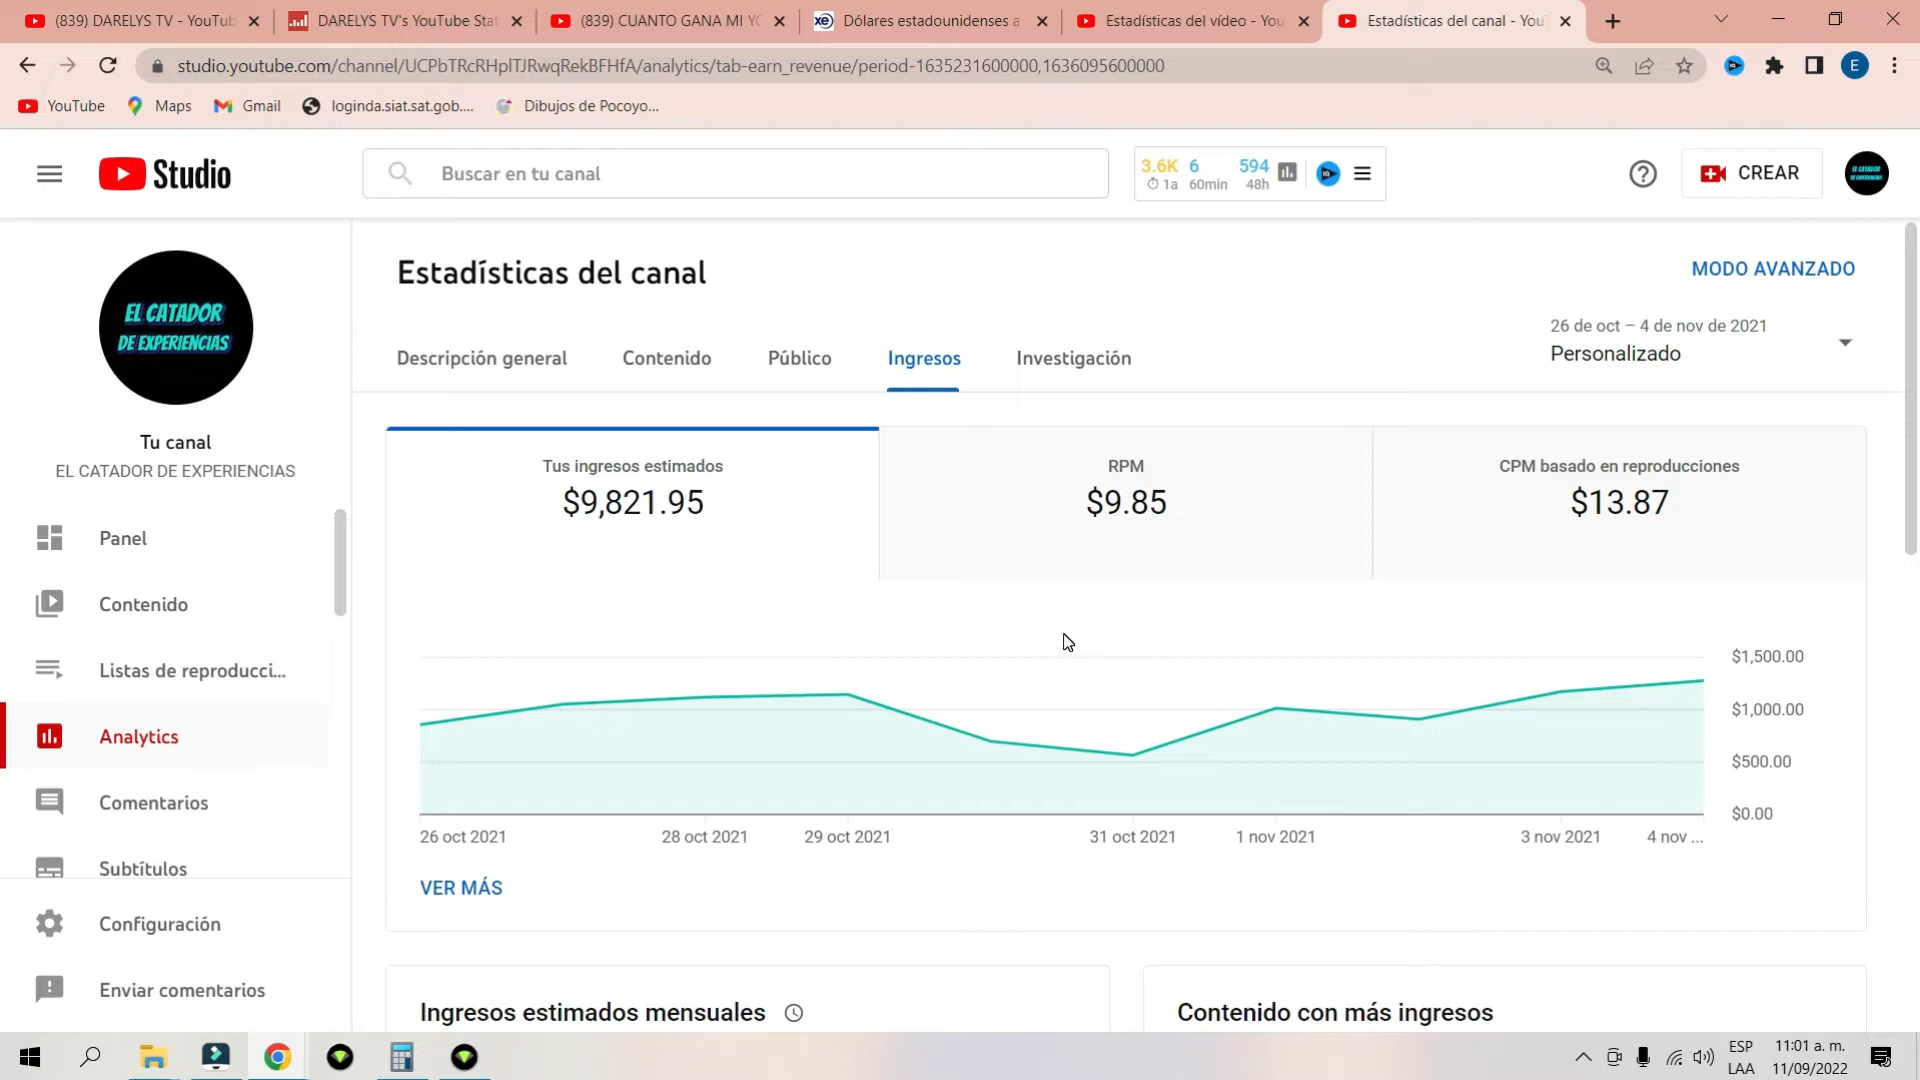 (839) DARELYS TV - YouTub
DARELYS TV's YouTube Stat
(839) CUANTO GANA MI YO
Dólares estadounidenses a
Estadísticas del vídeo - You
Estadísticas del canal - You
studio.youtube.com/channel/UCPbTRcRHplTJRwqRekBFHfA/analytics/tab-earn_revenue/period-1635231600000,1636095600000
E
YouTube
Maps
Gmail
loginda.siat.sat.gob....
Dibujos de Pocoyo...
Studio
Buscar en tu canal
3.6K 6 594
1a 60min 48h
CREAR
EL CATADOR
DE EXPERIENCIAS
Tu canal
EL CATADOR DE EXPERIENCIAS
Panel
Contenido
Listas de reproducci...
Analytics
Comentarios
Subtítulos
Configuración
Enviar comentarios
Estadísticas del canal
MODO AVANZADO
Descripción general
Contenido
Público
Ingresos
Investigación
26 de oct – 4 de nov de 2021
Personalizado
Tus ingresos estimados
$9,821.95
RPM
$9.85
CPM basado en reproducciones
$13.87
$1,500.00
$1,000.00
$500.00
$0.00
26 oct 2021
28 oct 2021
29 oct 2021
31 oct 2021
1 nov 2021
3 nov 2021
4 nov ...
VER MÁS
Ingresos estimados mensuales
Contenido con más ingresos
ESP
LAA
11:01 a. m.
11/09/2022